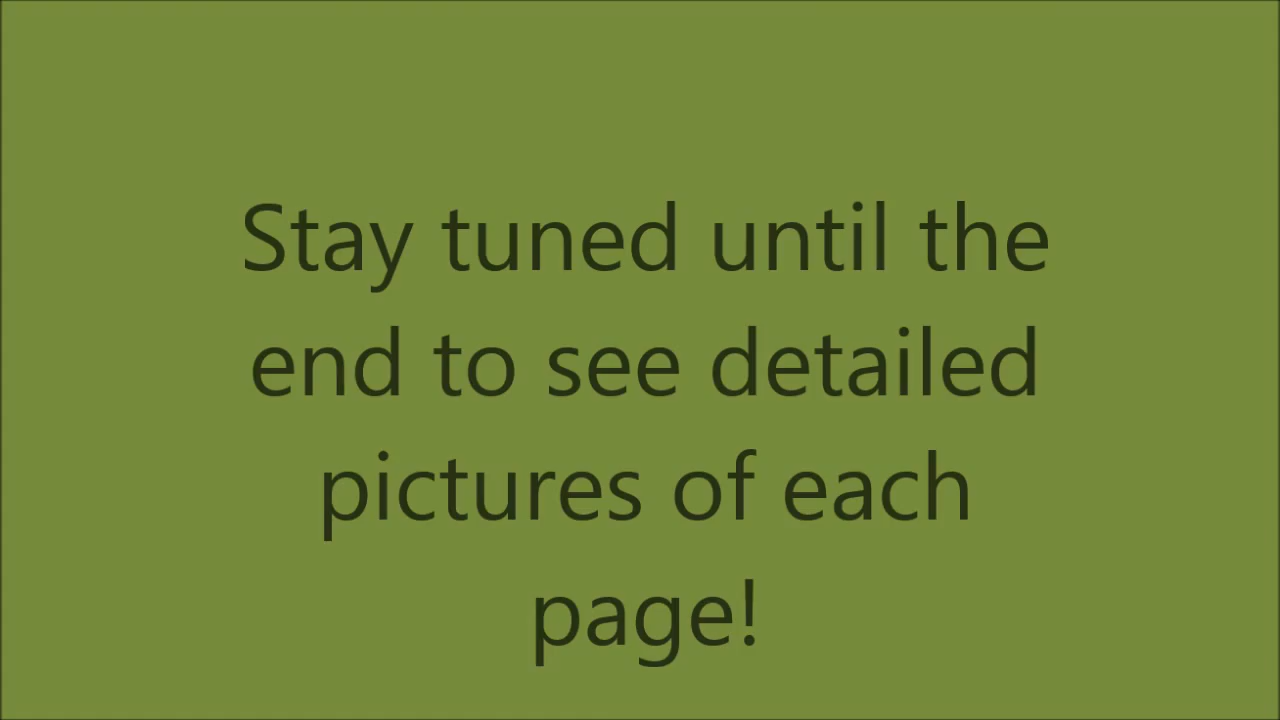 Stay tuned until the
end to see detailed
pictures of each
page!